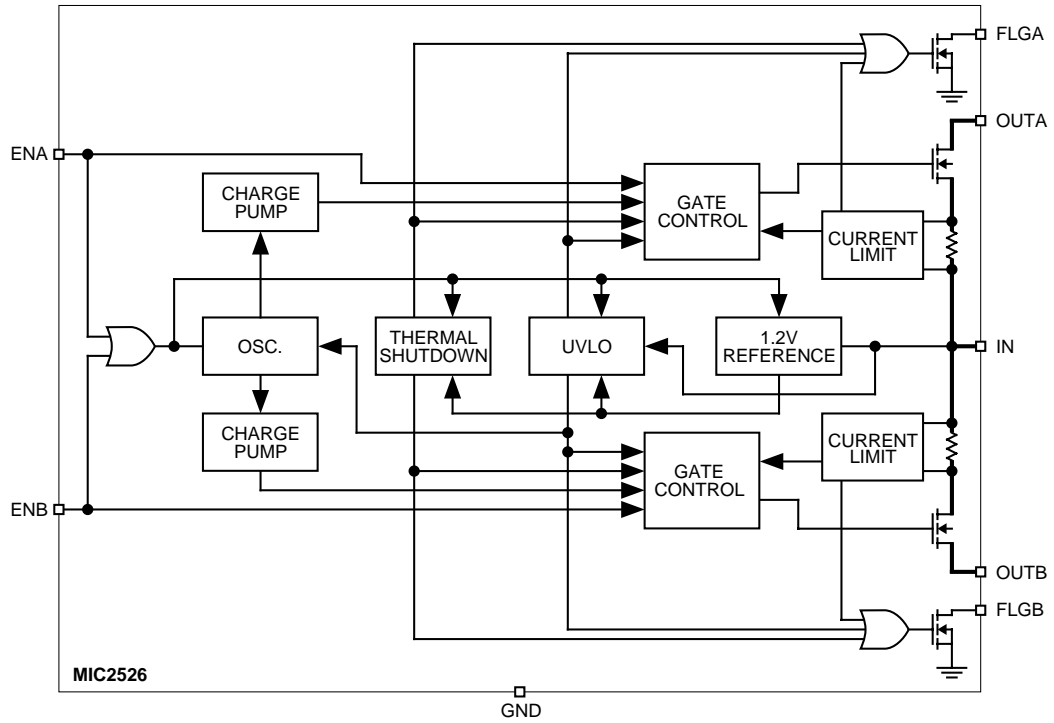 FLGA
OUTA
ENA
CHARGE
PUMP
GATE
CONTROL
CURRENT
LIMIT
OSC.
THERMAL
SHUTDOWN
UVLO
1.2V
REFERENCE
IN
CHARGE
PUMP
GATE
CONTROL
CURRENT
LIMIT
ENB
OUTB
FLGB
MIC2526
GND